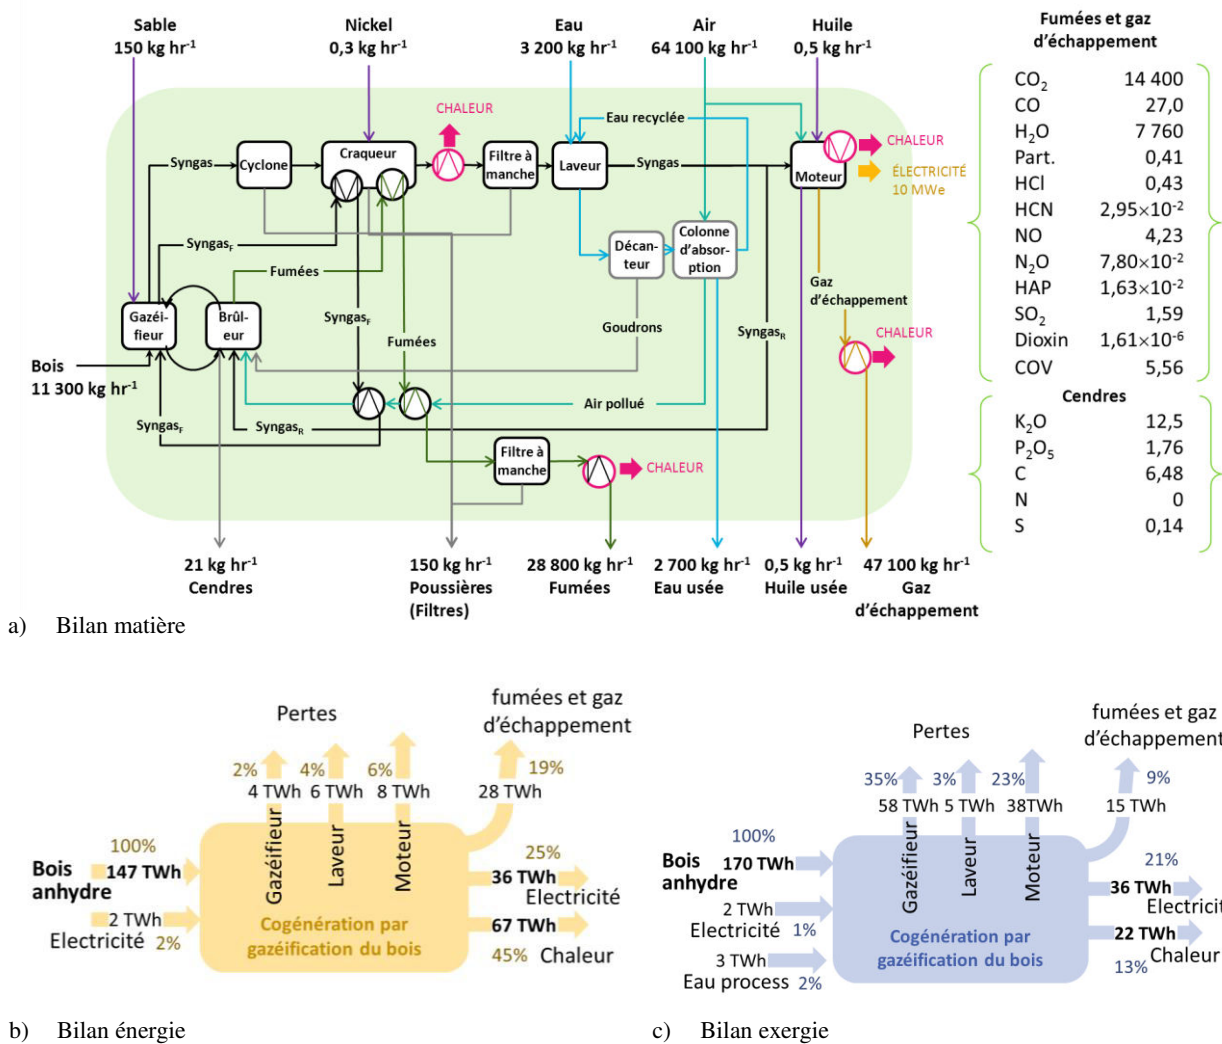 Sable
150 kg hr⁻¹
Nickel
0,3 kg hr⁻¹
Eau
3 200 kg hr⁻¹
Air
64 100 kg hr⁻¹
Huile
0,5 kg hr⁻¹
CHALEUR
Eau recyclée
Syngas
Cyclone
Craqueur
Filtre à
manche
Laveur
Syngas
Moteur
CHALEUR
ÉLECTRICITÉ
10 MWe
Syngas_F
Fumées
Décan-
teur
Colonne
d'absor-
ption
Gaz
d'échappement
Gazéi-
fieur
Brûl-
eur
Syngas_F
Fumées
Goudrons
Syngas_R
CHALEUR
Bois
11 300 kg hr⁻¹
Air pollué
Syngas_F
Syngas_R
Filtre à
manche
CHALEUR
21 kg hr⁻¹
Cendres
150 kg hr⁻¹
Poussières
(Filtres)
28 800 kg hr⁻¹
Fumées
2 700 kg hr⁻¹
Eau usée
0,5 kg hr⁻¹
Huile usée
47 100 kg hr⁻¹
Gaz
d'échappement
Fumées et gaz
d'échappement
CO₂ 14 400
CO 27,0
H₂O 7 760
Part. 0,41
HCl 0,43
HCN 2,95×10⁻²
NO 4,23
N₂O 7,80×10⁻²
HAP 1,63×10⁻²
SO₂ 1,59
Dioxin 1,61×10⁻⁶
COV 5,56
Cendres
K₂O 12,5
P₂O₅ 1,76
C 6,48
N 0
S 0,14
a) Bilan matière
Pertes
fumées et gaz
d'échappement
2%
4 TWh
4%
6 TWh
6%
8 TWh
19%
28 TWh
Gazéifieur
Laveur
Moteur
100%
Bois
anhydre
147 TWh
2 TWh
Electricité 2%
25%
36 TWh
Electricité
67 TWh
45% Chaleur
Cogénération par
gazéification du bois
b) Bilan énergie
Pertes
fumées et gaz
d'échappement
35%
58 TWh
3%
5 TWh
23%
38TWh
9%
15 TWh
Gazéifieur
Laveur
Moteur
100%
Bois
anhydre
170 TWh
2 TWh
Electricité 1%
3 TWh
Eau process 2%
21%
36 TWh
Electricit
22 TWh
Chaleur
13%
Cogénération par
gazéification du bois
c) Bilan exergie